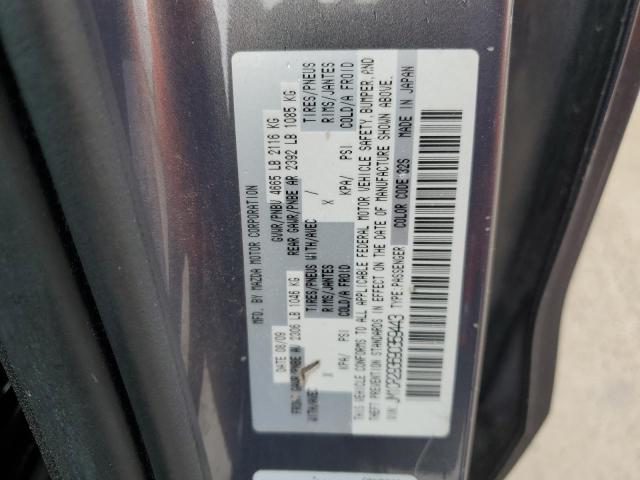 MFD. BY MAZDA MOTOR CORPORATION
DATE 08/09 GVWR/PNBV 4665 LB 2116 KG
FRONT GAWR/PNBE AV 2306 LB 1046 KG REAR GAWR/PNBE AR 2392 LB 1085 KG
WITH/AVEC TIRES/PNEUS WITH/AVEC / TIRES/PNEUS
X RIMS/JANTES X RIMS/JANTES
KPA/ PSI COLD/A FROID KPA/ PSI COLD/A FROID
THIS VEHICLE CONFORMS TO ALL APPLICABLE FEDERAL MOTOR VEHICLE SAFETY, BUMPER, AND
THEFT PREVENTION STANDARDS IN EFFECT ON THE DATE OF MANUFACTURE SHOWN ABOVE.
COLOR CODE: 32S MADE IN JAPAN
TYPE: PASSENGER